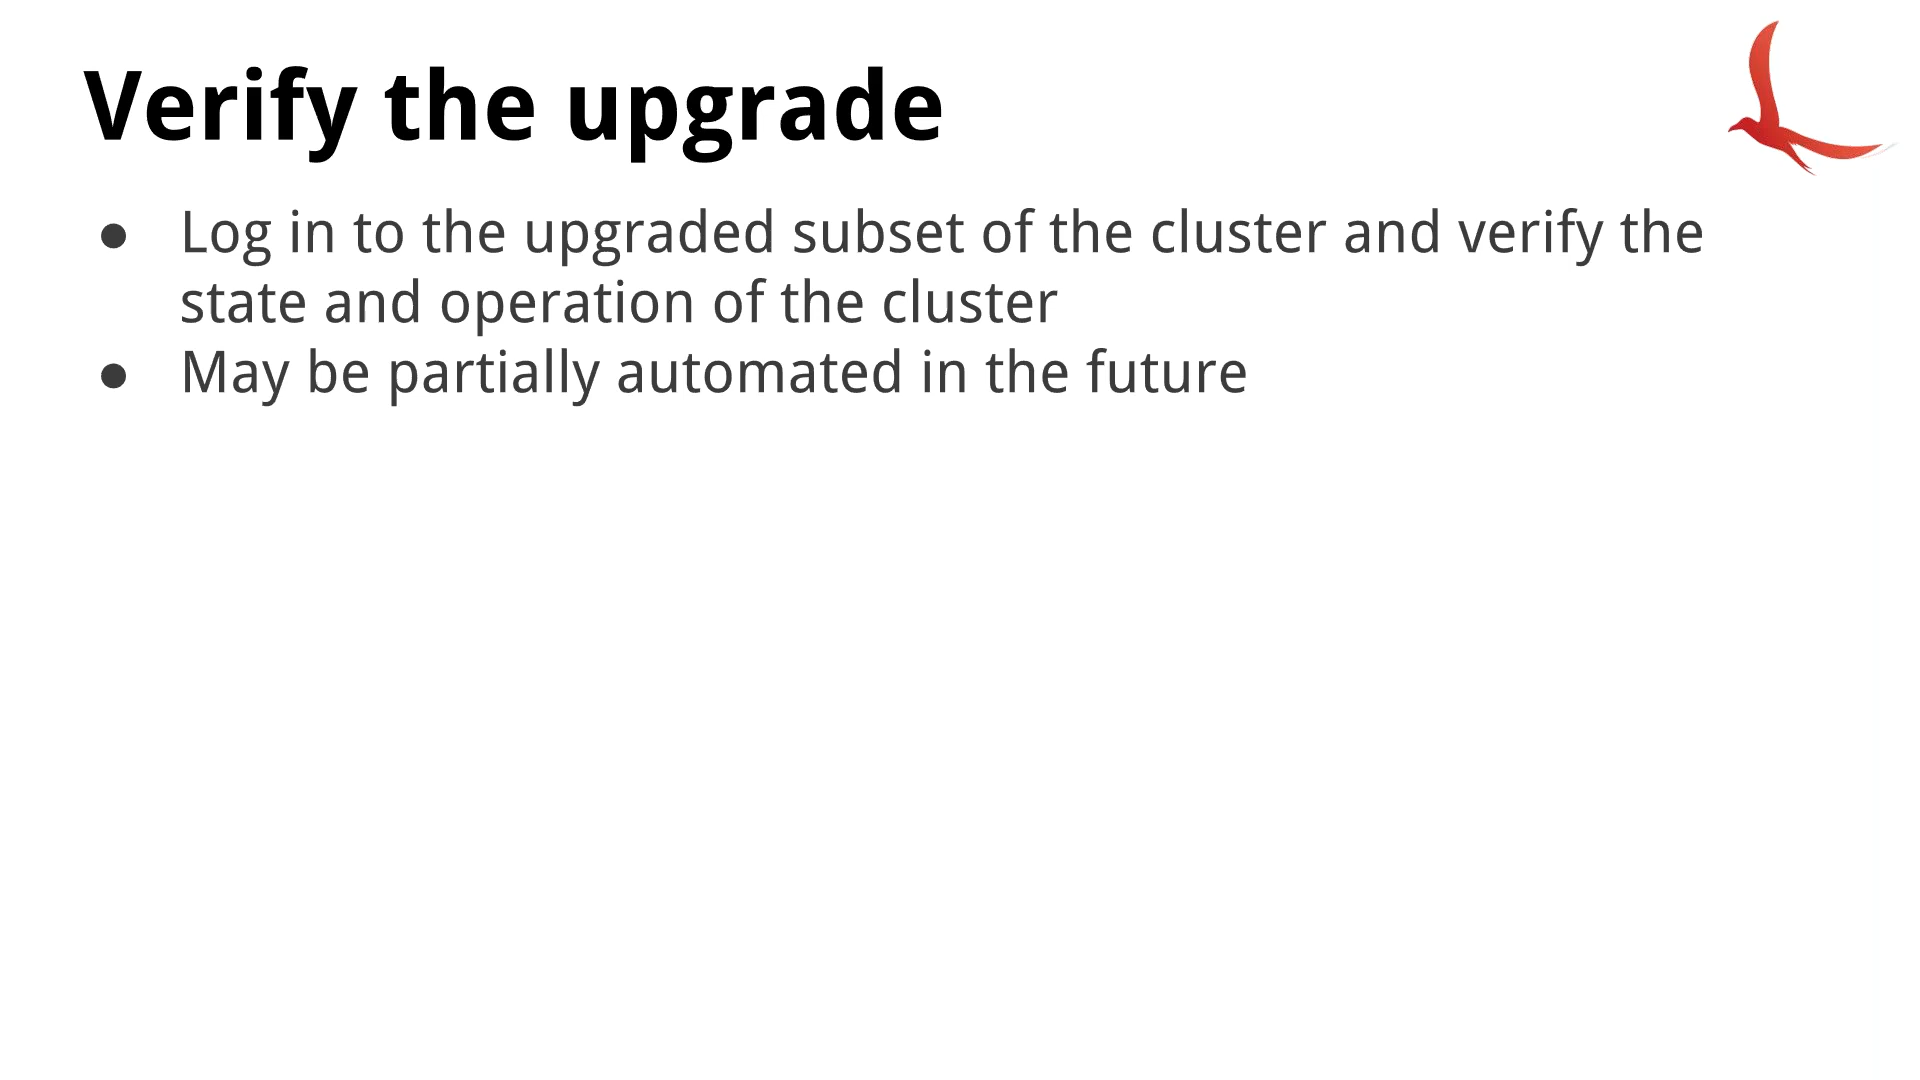 Verify the upgrade
● Log in to the upgraded subset of the cluster and verify the
state and operation of the cluster
● May be partially automated in the future